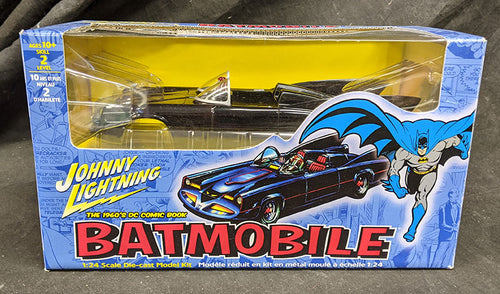 AGES 10+
SKILL
2
LEVEL
10 ANS ET PLUS
NIVEAU
2
D'HABILETÉ
JOHNNY
LIGHTNING
THE 1960'S DC COMIC BOOK
BATMOBILE
1:24 Scale Die-cast Model Kit · Modèle réduit en kit en métal moulé à échelle 1:24